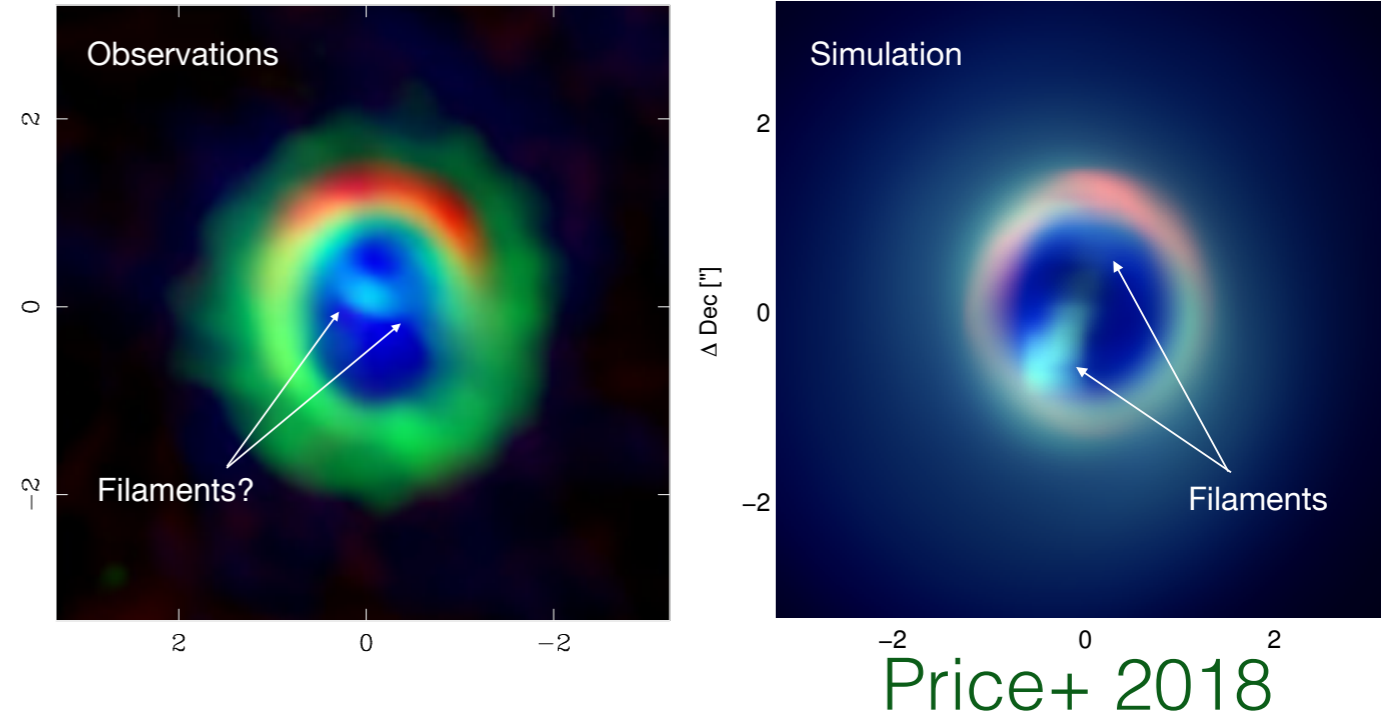 Observations
2
0
−2
Filaments?
2
0
−2
Simulation
Δ Dec ["]
2
0
−2
Filaments
−2
0
2
Price+ 2018